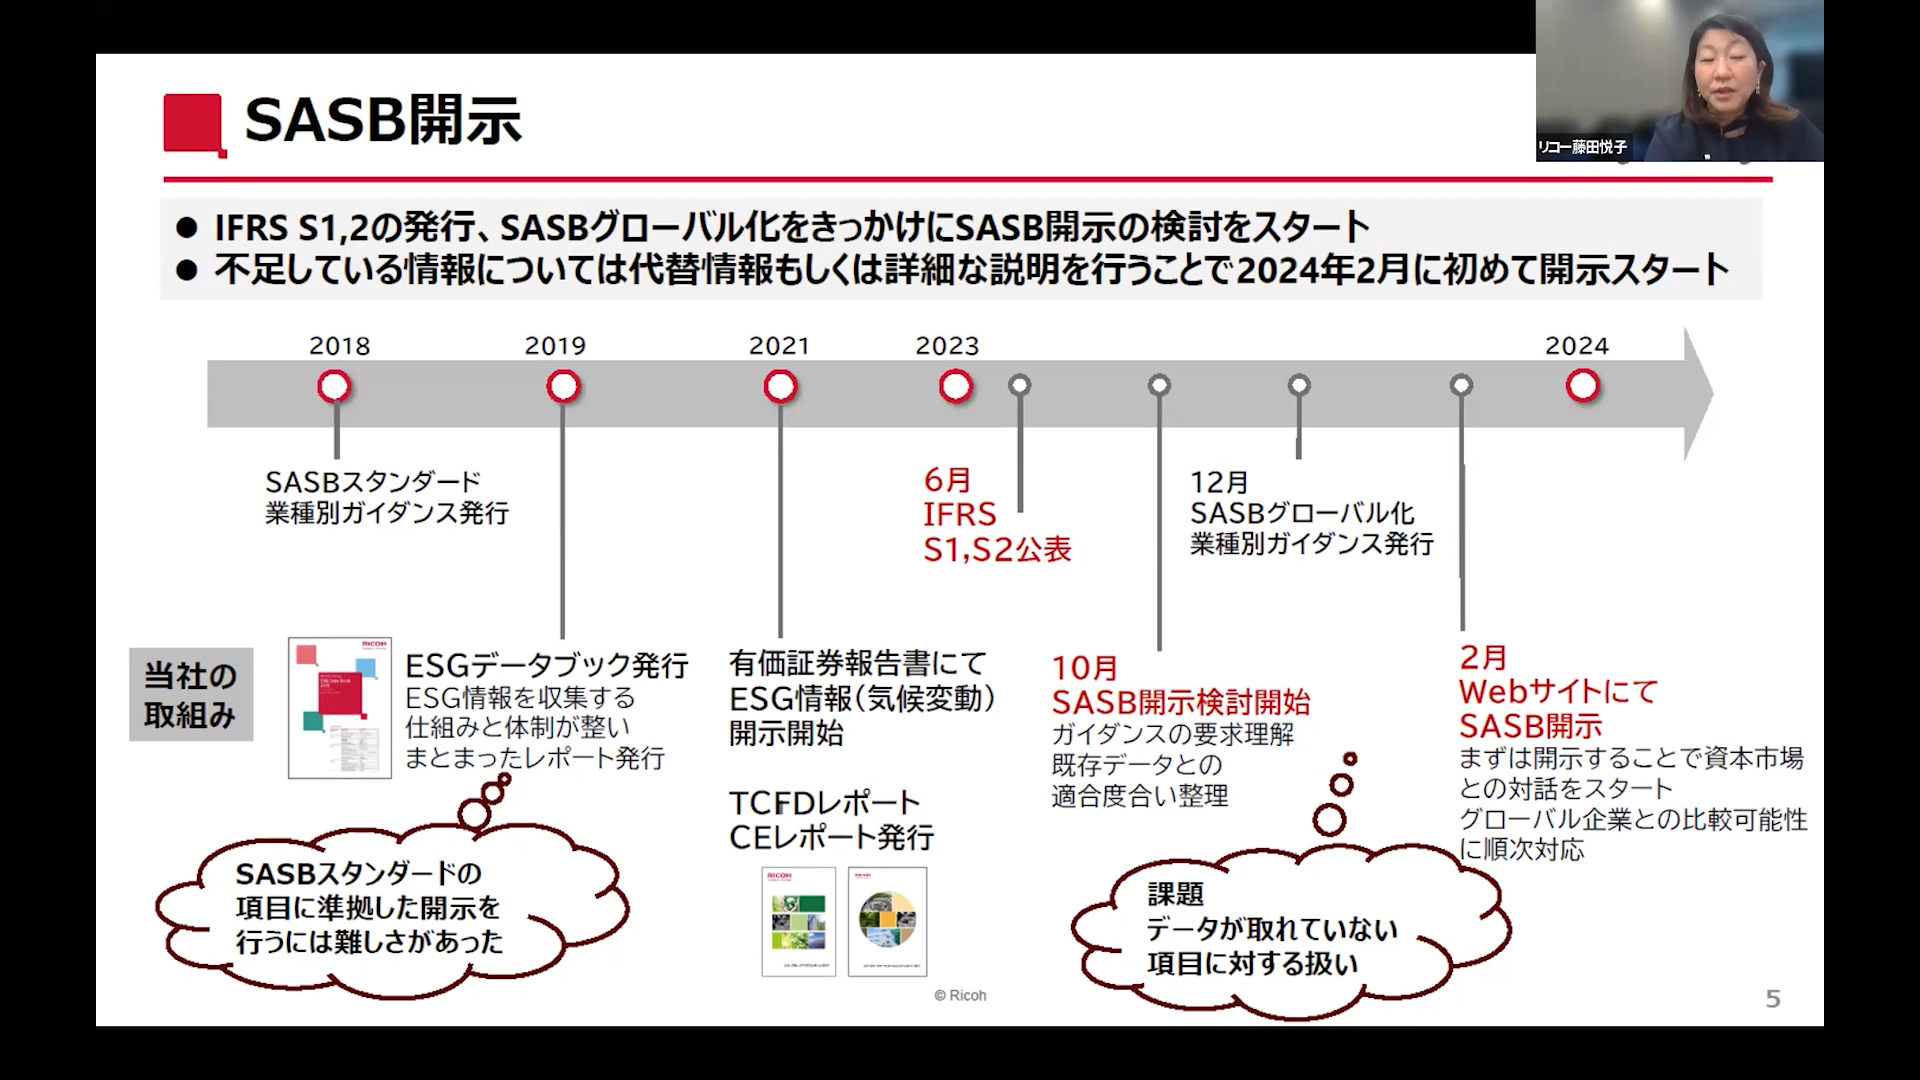 SASB開示
リコー藤田悦子
● IFRS S1,2の発行、SASBグローバル化をきっかけにSASB開示の検討をスタート
● 不足している情報については代替情報もしくは詳細な説明を行うことで2024年2月に初めて開示スタート
2018
2019
2021
2023
2024
SASBスタンダード
業種別ガイダンス発行
6月
IFRS
S1,S2公表
12月
SASBグローバル化
業種別ガイダンス発行
当社の
取組み
RICOH
ESGデータブック発行
ESG情報を収集する
仕組みと体制が整い
まとまったレポート発行
有価証券報告書にて
ESG情報(気候変動)
開示開始
TCFDレポート
CEレポート発行
RICOH
10月
SASB開示検討開始
ガイダンスの要求理解
既存データとの
適合度合い整理
2月
Webサイトにて
SASB開示
まずは開示することで資本市場
との対話をスタート
グローバル企業との比較可能性
に順次対応
SASBスタンダードの
項目に準拠した開示を
行うには難しさがあった
課題
データが取れていない
項目に対する扱い
© Ricoh
5